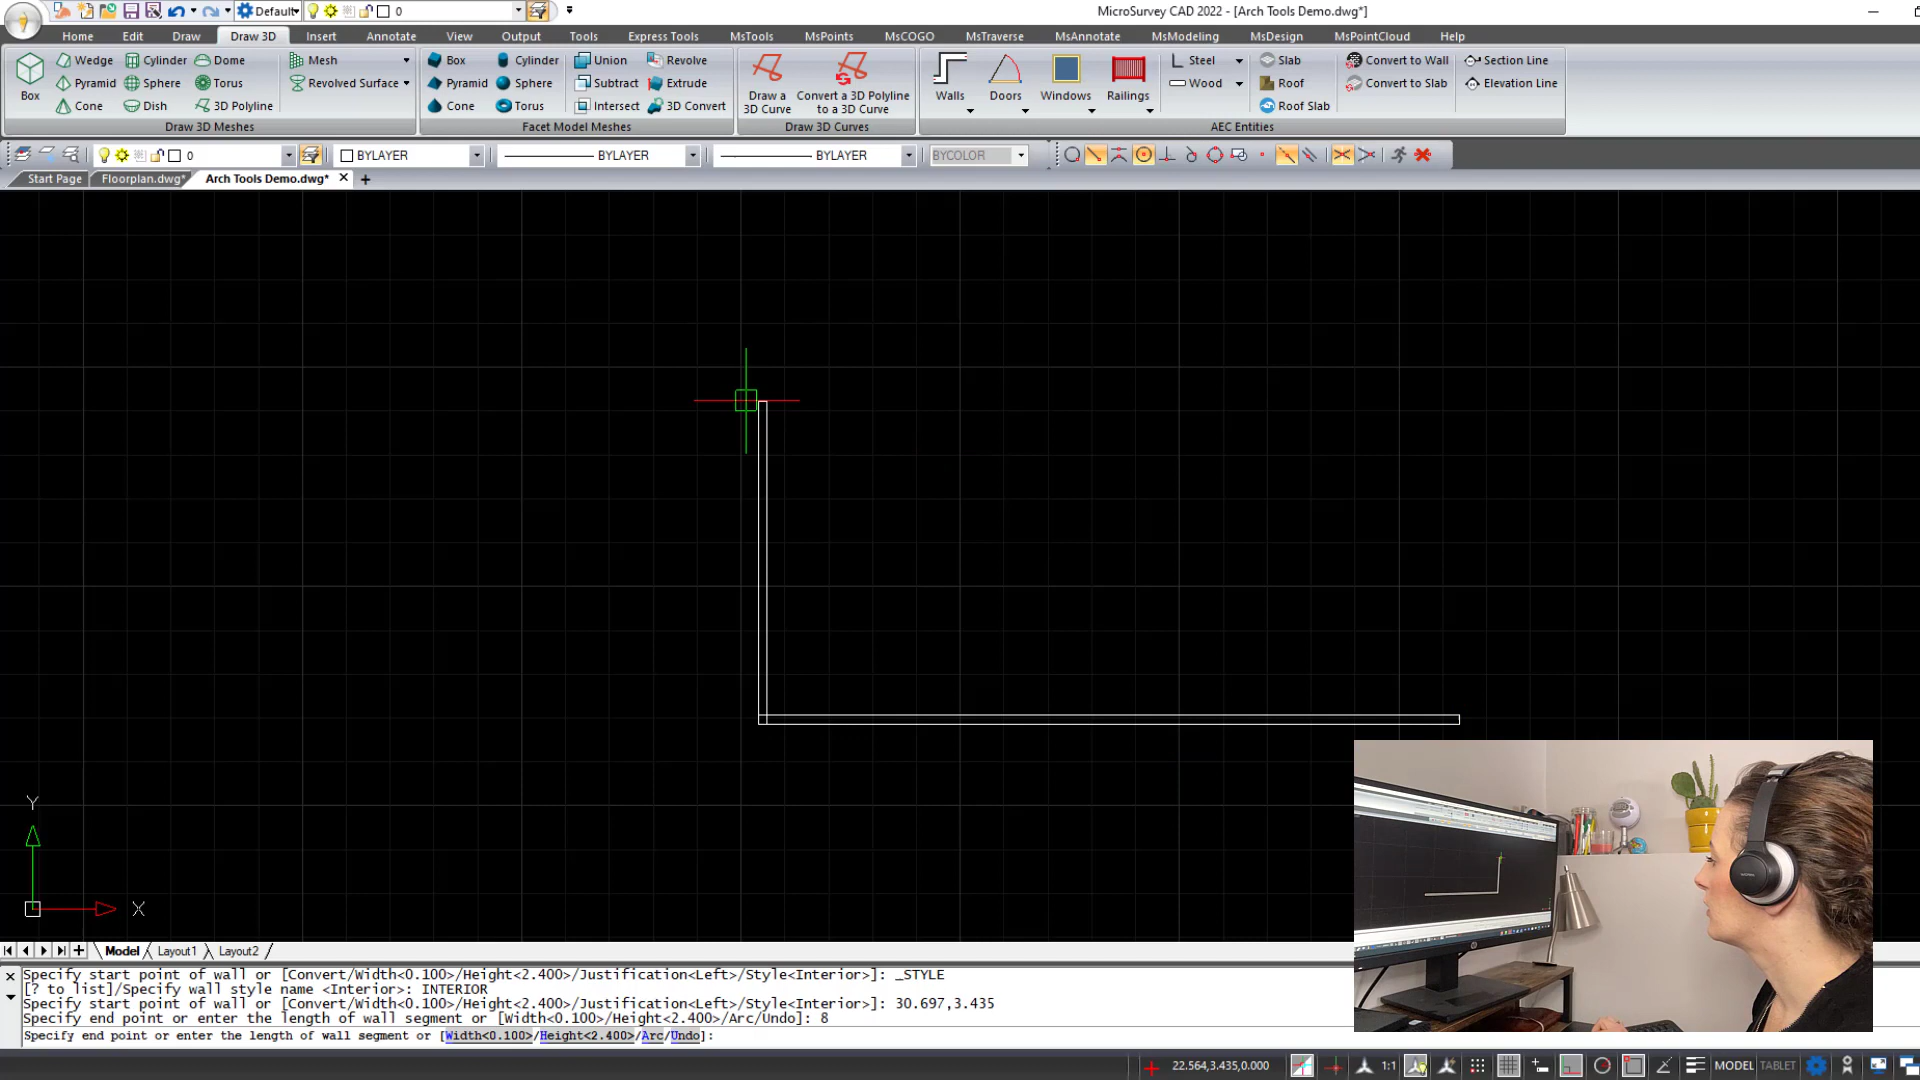 Default
0
MicroSurvey CAD 2022 - [Arch Tools Demo.dwg*]
Home Edit Draw Draw 3D Insert Annotate View Output Tools Express Tools MsTools MsPoints MsCOGO MsTraverse MsAnnotate MsModeling MsDesign MsPointCloud Help
Box
Wedge Cylinder Dome
Pyramid Sphere Torus
Cone Dish 3D Polyline
Mesh
Revolved Surface
Draw 3D Meshes
Box Cylinder Union Revolve
Pyramid Sphere Subtract Extrude
Cone Torus Intersect 3D Convert
Facet Model Meshes
Draw a
3D Curve
Convert a 3D Polyline
to a 3D Curve
Draw 3D Curves
Walls Doors Windows Railings
Steel Slab Convert to Wall Section Line
Wood Roof Convert to Slab Elevation Line
Roof Slab
AEC Entities
0 BYLAYER BYLAYER BYLAYER BYCOLOR
Start Page Floorplan.dwg* Arch Tools Demo.dwg*
Y
X
Model Layout1 Layout2
Specify start point of wall or [Convert/Width<0.100>/Height<2.400>/Justification<Left>/Style<Interior>]: _STYLE
[? to list]/Specify wall style name <Interior>: INTERIOR
Specify start point of wall or [Convert/Width<0.100>/Height<2.400>/Justification<Left>/Style<Interior>]: 30.697,3.435
Specify end point or enter the length of wall segment or [Width<0.100>/Height<2.400>/Arc/Undo]: 8
Specify end point or enter the length of wall segment or [Width<0.100>/Height<2.400>/Arc/Undo]:
22.564,3.435,0.000 1:1 MODEL TABLET